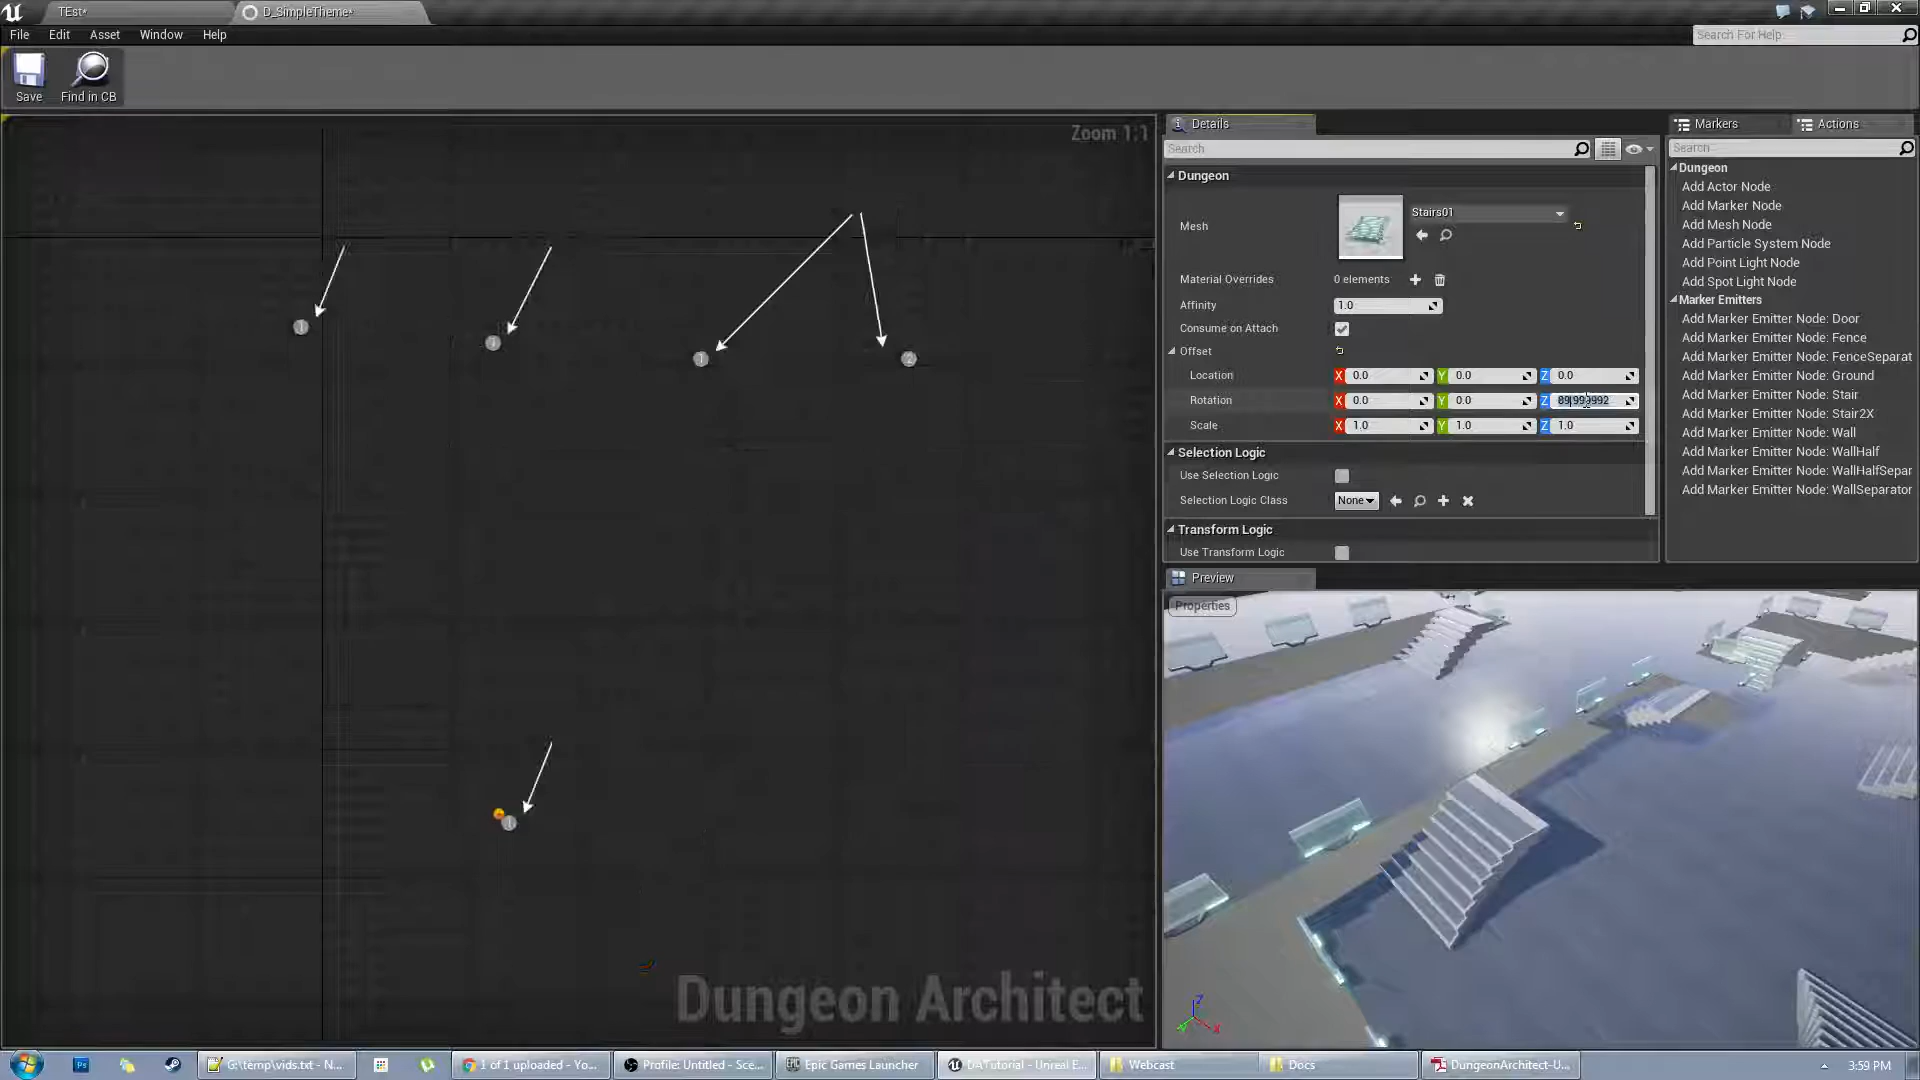 TEst*
D_SimpleTheme*
File Edit Asset Window Help
Search For Help
Save
Find in CB
Zoom 1:1
Details
Search
Dungeon
Mesh
Stairs01
Material Overrides
0 elements
Affinity
1.0
Consume on Attach
Offset
Location
X 0.0 Y 0.0 Z 0.0
Rotation
X 0.0 Y 0.0 Z 89.999992
Scale
X 1.0 Y 1.0 Z 1.0
Selection Logic
Use Selection Logic
Selection Logic Class
None
Transform Logic
Use Transform Logic
Markers
Actions
Search
Dungeon
Add Actor Node
Add Marker Node
Add Mesh Node
Add Particle System Node
Add Point Light Node
Add Spot Light Node
Marker Emitters
Add Marker Emitter Node: Door
Add Marker Emitter Node: Fence
Add Marker Emitter Node: FenceSeparat
Add Marker Emitter Node: Ground
Add Marker Emitter Node: Stair
Add Marker Emitter Node: Stair2X
Add Marker Emitter Node: Wall
Add Marker Emitter Node: WallHalf
Add Marker Emitter Node: WallHalfSepar
Add Marker Emitter Node: WallSeparator
Preview
Properties
Z
Y
X
1
1
2
1
Dungeon Architect
G:\temp\vids.txt - N...
1 of 1 uploaded - Yo...
Profile: Untitled - Sce...
Epic Games Launcher
DATutorial - Unreal E...
Webcast
Docs
DungeonArchitect-U...
3:59 PM